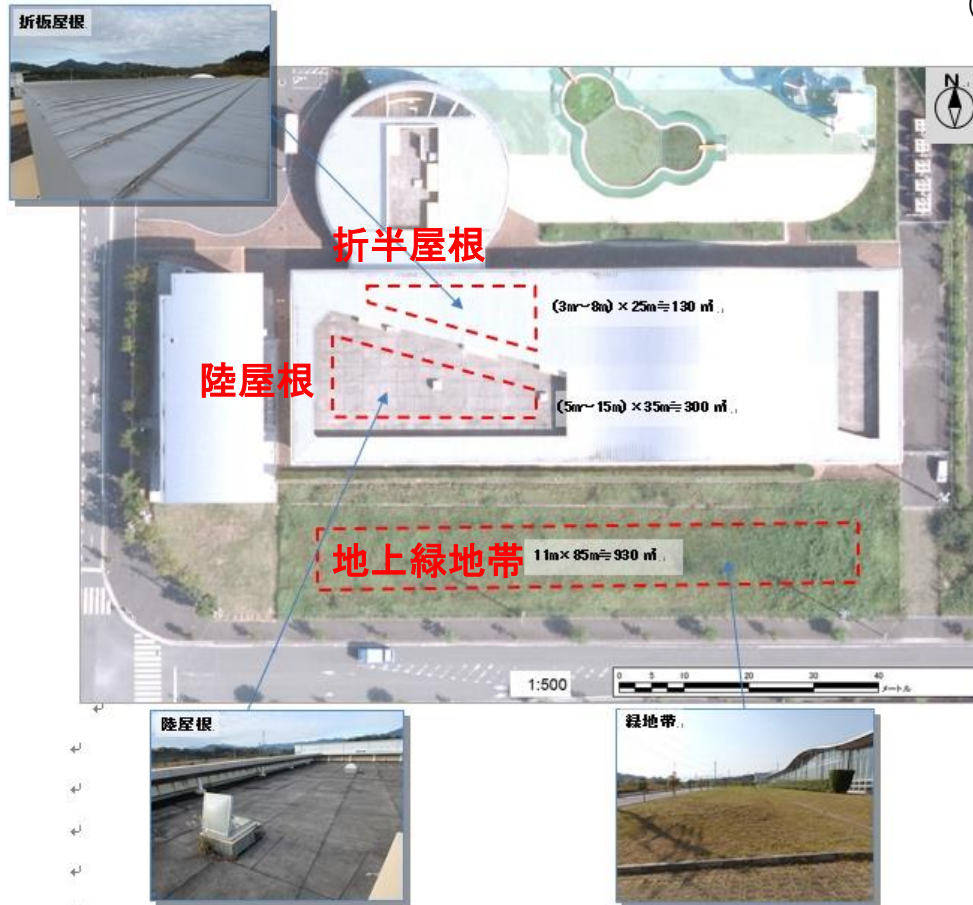 折板屋根
N
折半屋根
(3m～8m)×25m≒130 ㎡
陸屋根
(5m～15m)×35m≒300 ㎡
地上緑地帯
11m×85m≒930 ㎡
1:500
0 5 10 20 30 40
メートル
陸屋根
緑地帯